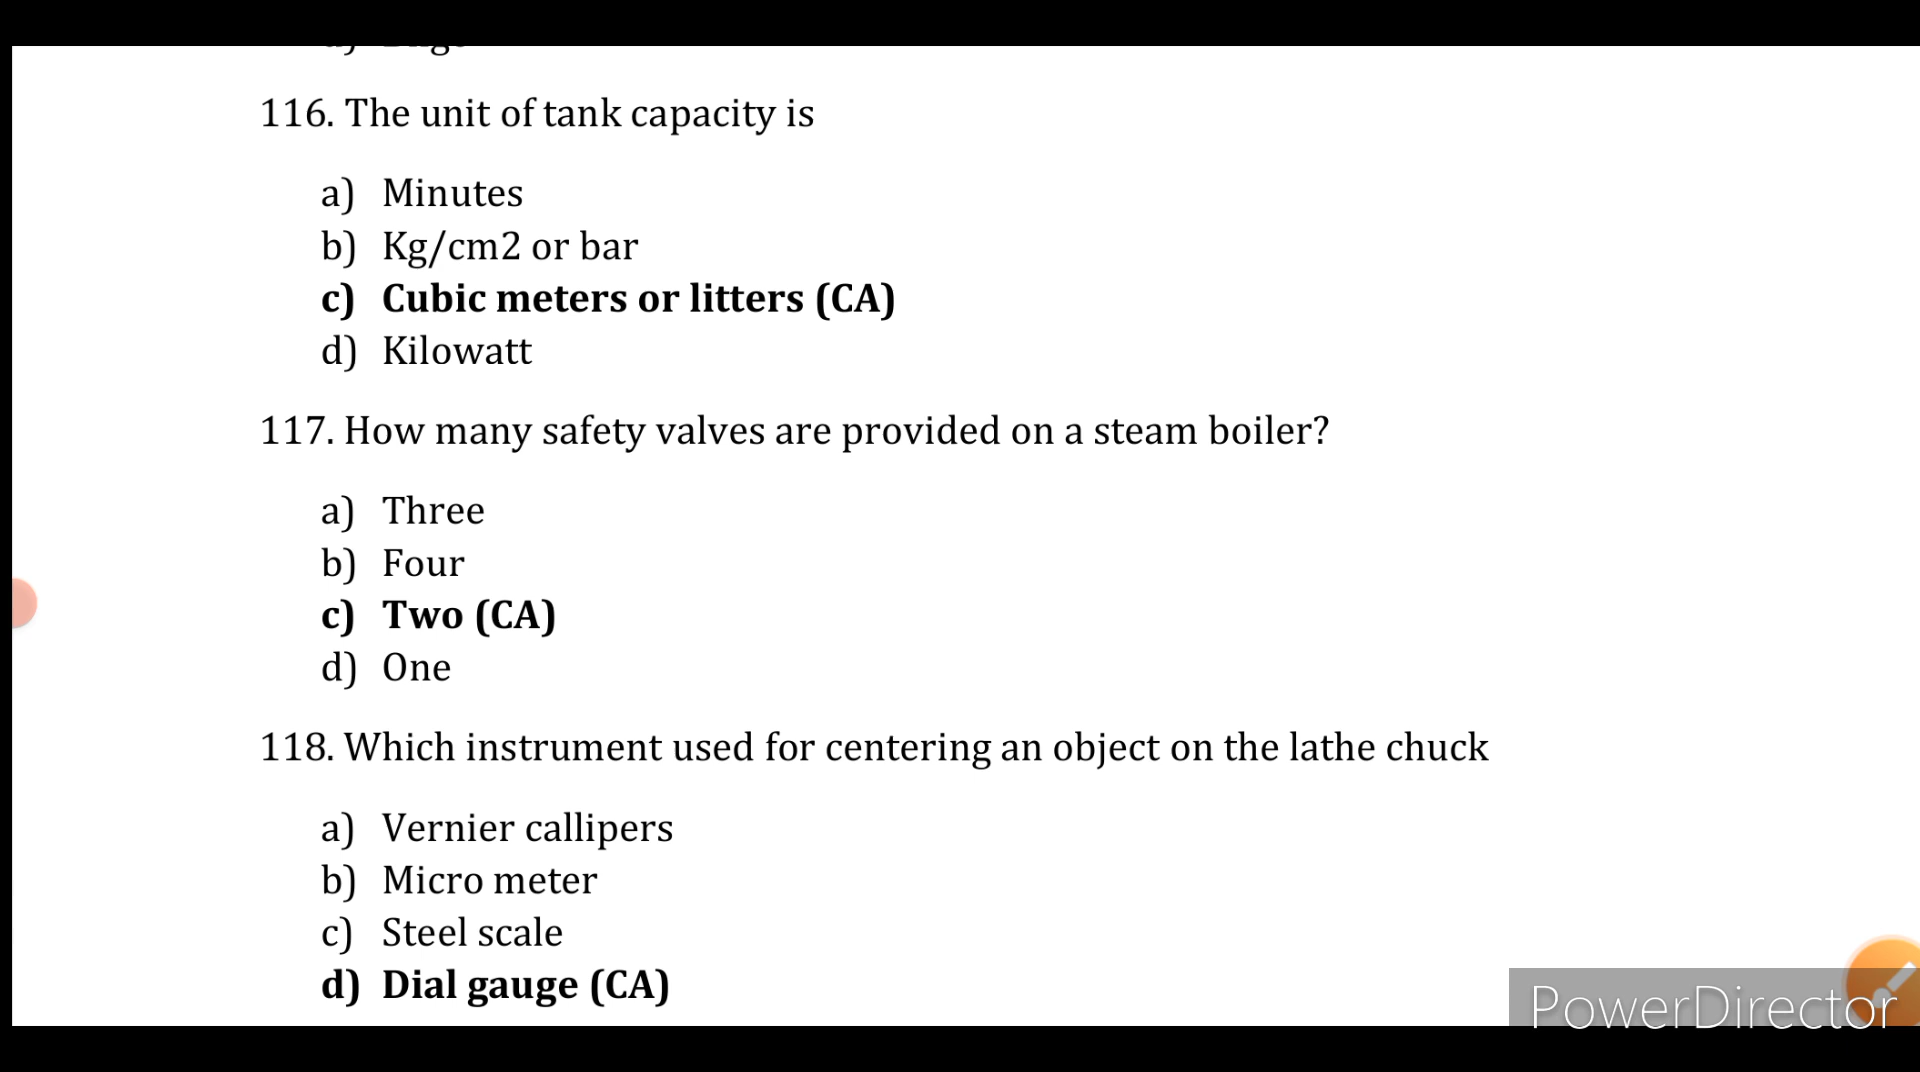 116. The unit of tank capacity is
a) Minutes
b) Kg/cm2 or bar
c) Cubic meters or litters (CA)
d) Kilowatt
117. How many safety valves are provided on a steam boiler?
a) Three
b) Four
c) Two (CA)
d) One
118. Which instrument used for centering an object on the lathe chuck
a) Vernier callipers
b) Micro meter
c) Steel scale
d) Dial gauge (CA)
PowerDirector